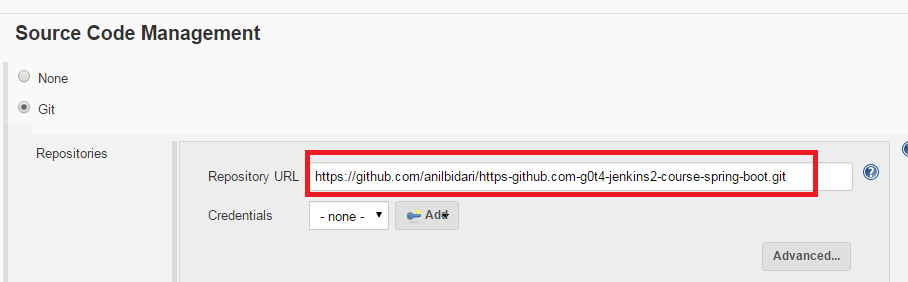 Source Code Management
None
Git
Repositories
Repository URL https://github.com/anilbidari/https-github.com-g0t4-jenkins2-course-spring-boot.git ?
Credentials - none - Add
Advanced...